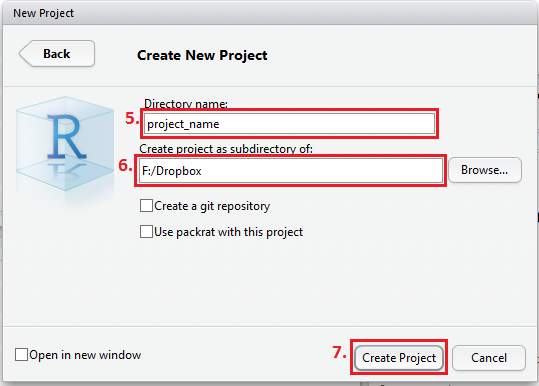 New Project
Back
Create New Project
R
Directory name:
5. project_name
Create project as subdirectory of:
6. F:/Dropbox Browse...
Create a git repository
Use packrat with this project
Open in new window 7. Create Project Cancel